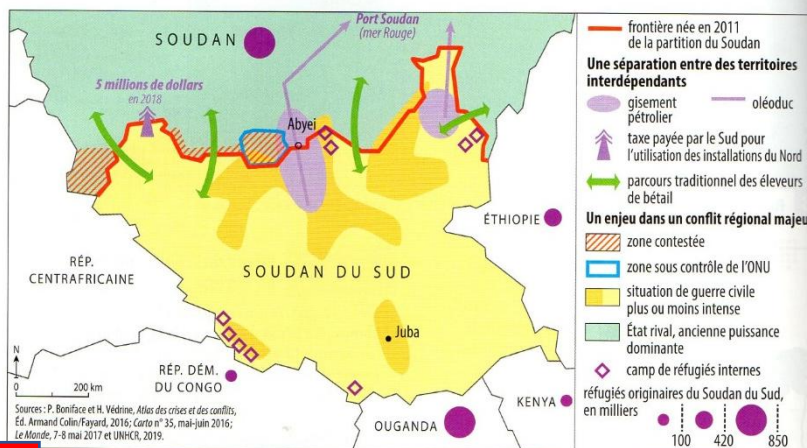 SOUDAN
Port Soudan
(mer Rouge)
5 millions de dollars
en 2018
Abyei
ÉTHIOPIE
RÉP.
CENTRAFRICAINE
SOUDAN DU SUD
Juba
N
0 200 km
RÉP. DÉM.
DU CONGO
KENYA
OUGANDA
Sources : P. Boniface et H. Védrine, Atlas des crises et des conflits,
Éd. Armand Colin/Fayard, 2016; Carto n° 35, mai-juin 2016;
Le Monde, 7-8 mai 2017 et UNHCR, 2019.
frontière née en 2011
de la partition du Soudan
Une séparation entre des territoires
interdépendants
gisement
pétrolier
oléoduc
taxe payée par le Sud pour
l'utilisation des installations du Nord
parcours traditionnel des éleveurs
de bétail
Un enjeu dans un conflit régional majeu
zone contestée
zone sous contrôle de l'ONU
situation de guerre civile
plus ou moins intense
État rival, ancienne puissance
dominante
camp de réfugiés internes
réfugiés originaires du Soudan du Sud,
en milliers
100 420 850